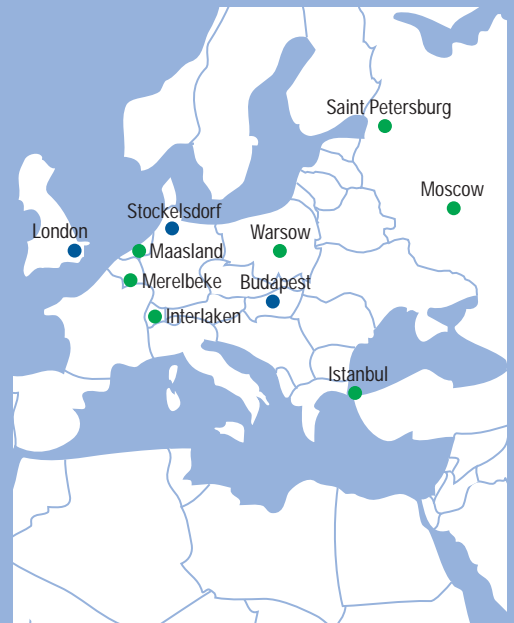 Saint Petersburg
Moscow
Stockelsdorf
London
Warsow
Maasland
Merelbeke
Budapest
Interlaken
Istanbul